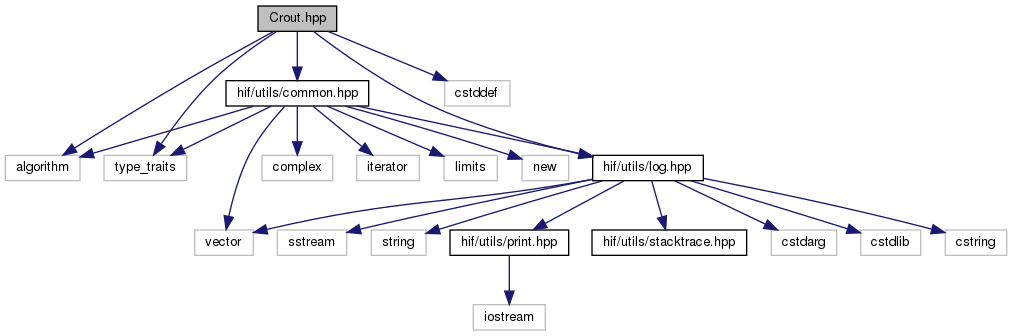 Crout.hpp
hif/utils/common.hpp
cstddef
algorithm
type_traits
complex
iterator
limits
new
hif/utils/log.hpp
vector
sstream
string
hif/utils/print.hpp
hif/utils/stacktrace.hpp
cstdarg
cstdlib
cstring
iostream